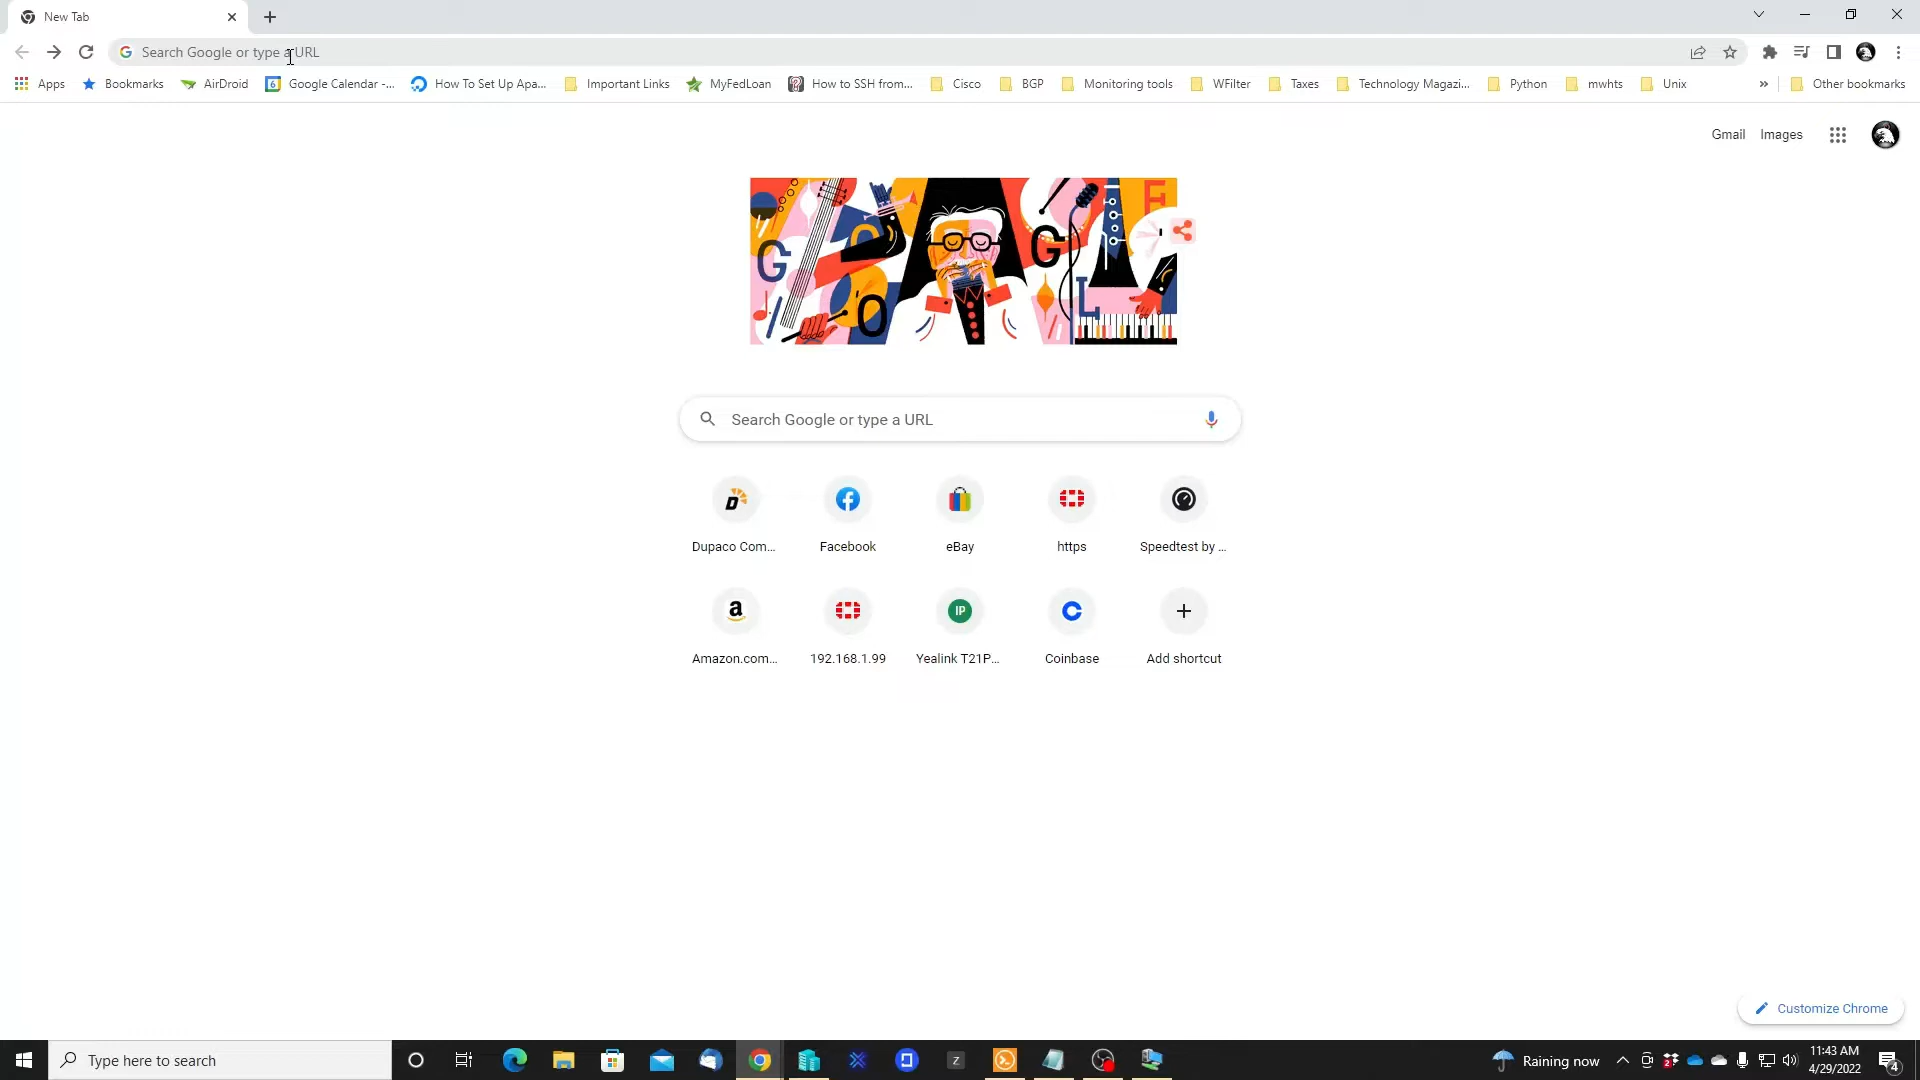 New Tab
Search Google or type a URL
Apps Bookmarks AirDroid Google Calendar -... How To Set Up Apa... Important Links MyFedLoan How to SSH from... Cisco BGP Monitoring tools WFilter Taxes Technology Magazi... Python mwhts Unix » Other bookmarks
Gmail Images
G O G L E
O
Search Google or type a URL
Dupaco Com... Facebook eBay https Speedtest by ...
Amazon.com... 192.168.1.99 Yealink T21P... Coinbase Add shortcut
Customize Chrome
Type here to search
Raining now
11:43 AM
4/29/2022
4